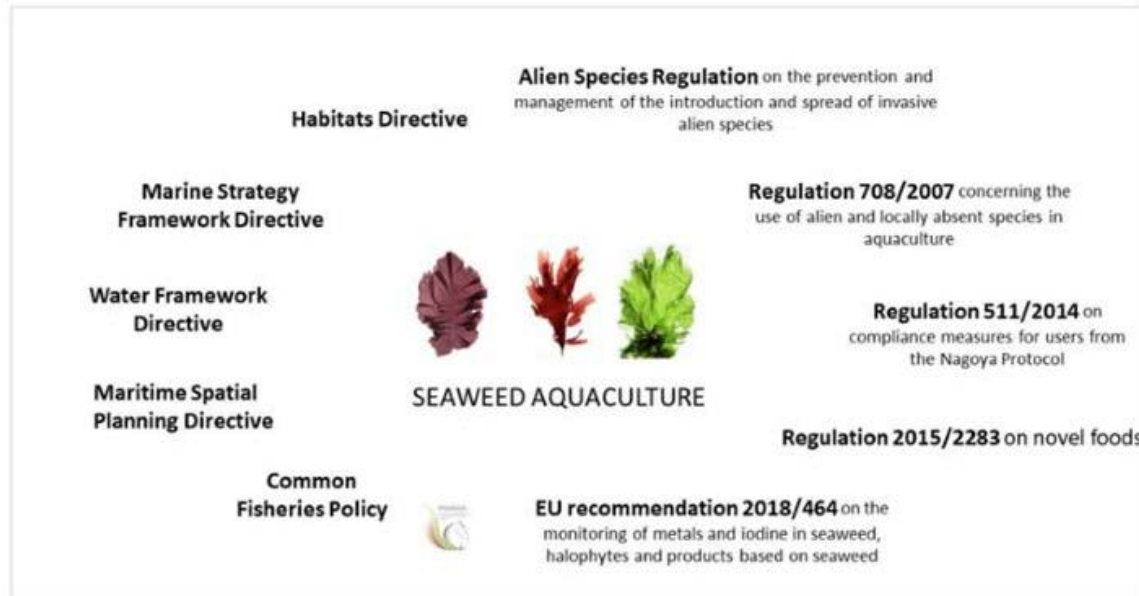 Alien Species Regulation on the prevention and
management of the introduction and spread of invasive
alien species
Habitats Directive
Marine Strategy
Framework Directive
Regulation 708/2007 concerning the
use of alien and locally absent species in
aquaculture
Water Framework
Directive
Regulation 511/2014 on
compliance measures for users from
the Nagoya Protocol
Maritime Spatial
Planning Directive
SEAWEED AQUACULTURE
Regulation 2015/2283 on novel foods
Common
Fisheries Policy
EU recommendation 2018/464 on the
monitoring of metals and iodine in seaweed,
halophytes and products based on seaweed